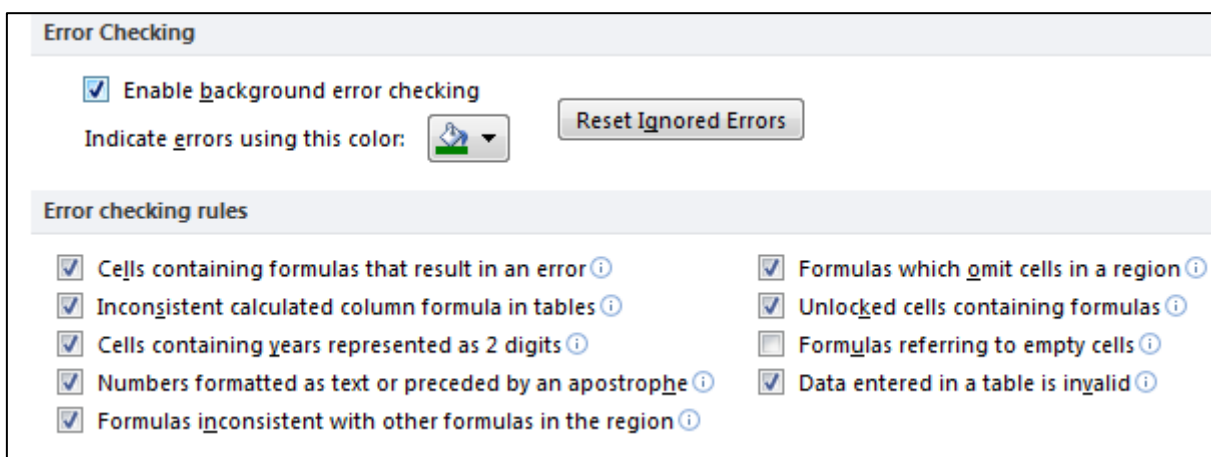 Error Checking
Enable background error checking
Indicate errors using this color:
Reset Ignored Errors
Error checking rules
Cells containing formulas that result in an error
Inconsistent calculated column formula in tables
Cells containing years represented as 2 digits
Numbers formatted as text or preceded by an apostrophe
Formulas inconsistent with other formulas in the region
Formulas which omit cells in a region
Unlocked cells containing formulas
Formulas referring to empty cells
Data entered in a table is invalid